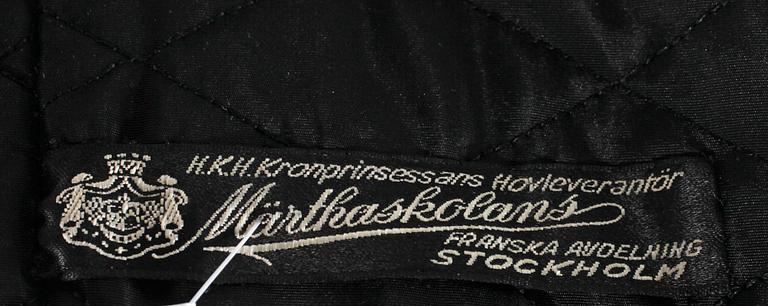 H.K.H. Kronprinsessans Hovleverantör
Märthaskolans
FRANSKA AVDELNING
STOCKHOLM